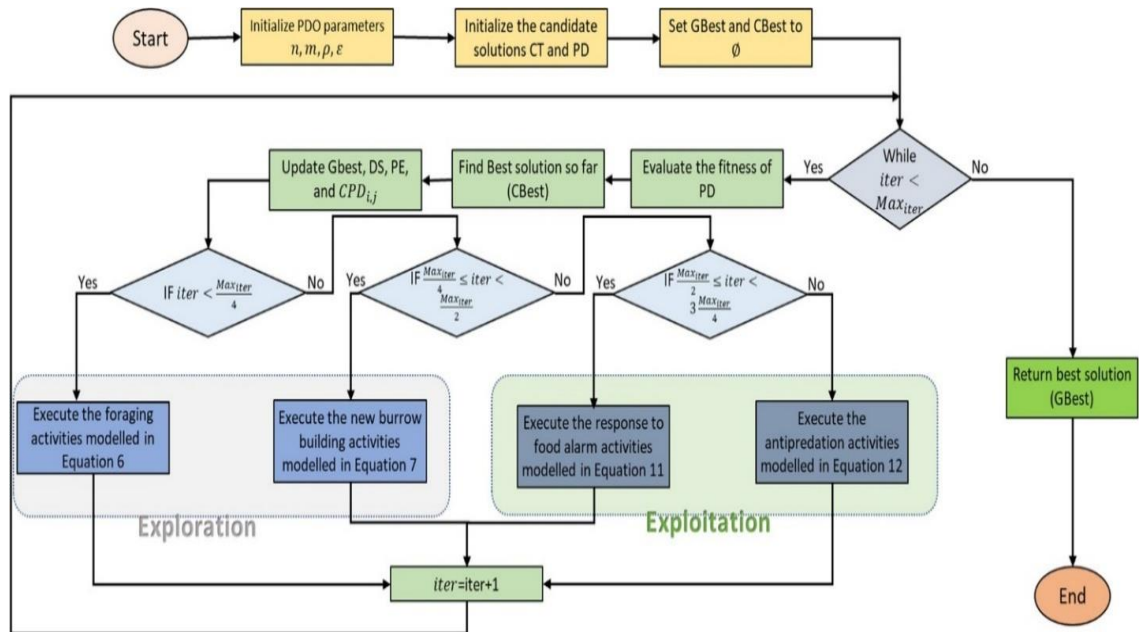 Start
Initialize PDO parameters
n, m, ρ, ε
Initialize the candidate
solutions CT and PD
Set GBest and CBest to
Ø
While
iter <
Max_iter
Yes
No
Evaluate the fitness of
PD
Find Best solution so far
(CBest)
Update Gbest, DS, PE,
and CPD_i,j
Yes
IF iter < Max_iter/4
No
Yes
IF Max_iter/4 ≤ iter <
Max_iter/2
No
Yes
IF Max_iter/2 ≤ iter <
3 Max_iter/4
No
Return best solution
(GBest)
Execute the foraging
activities modelled in
Equation 6
Execute the new burrow
building activities
modelled in Equation 7
Execute the response to
food alarm activities
modelled in Equation 11
Execute the
antipredation activities
modelled in Equation 12
Exploration
Exploitation
iter=iter+1
End